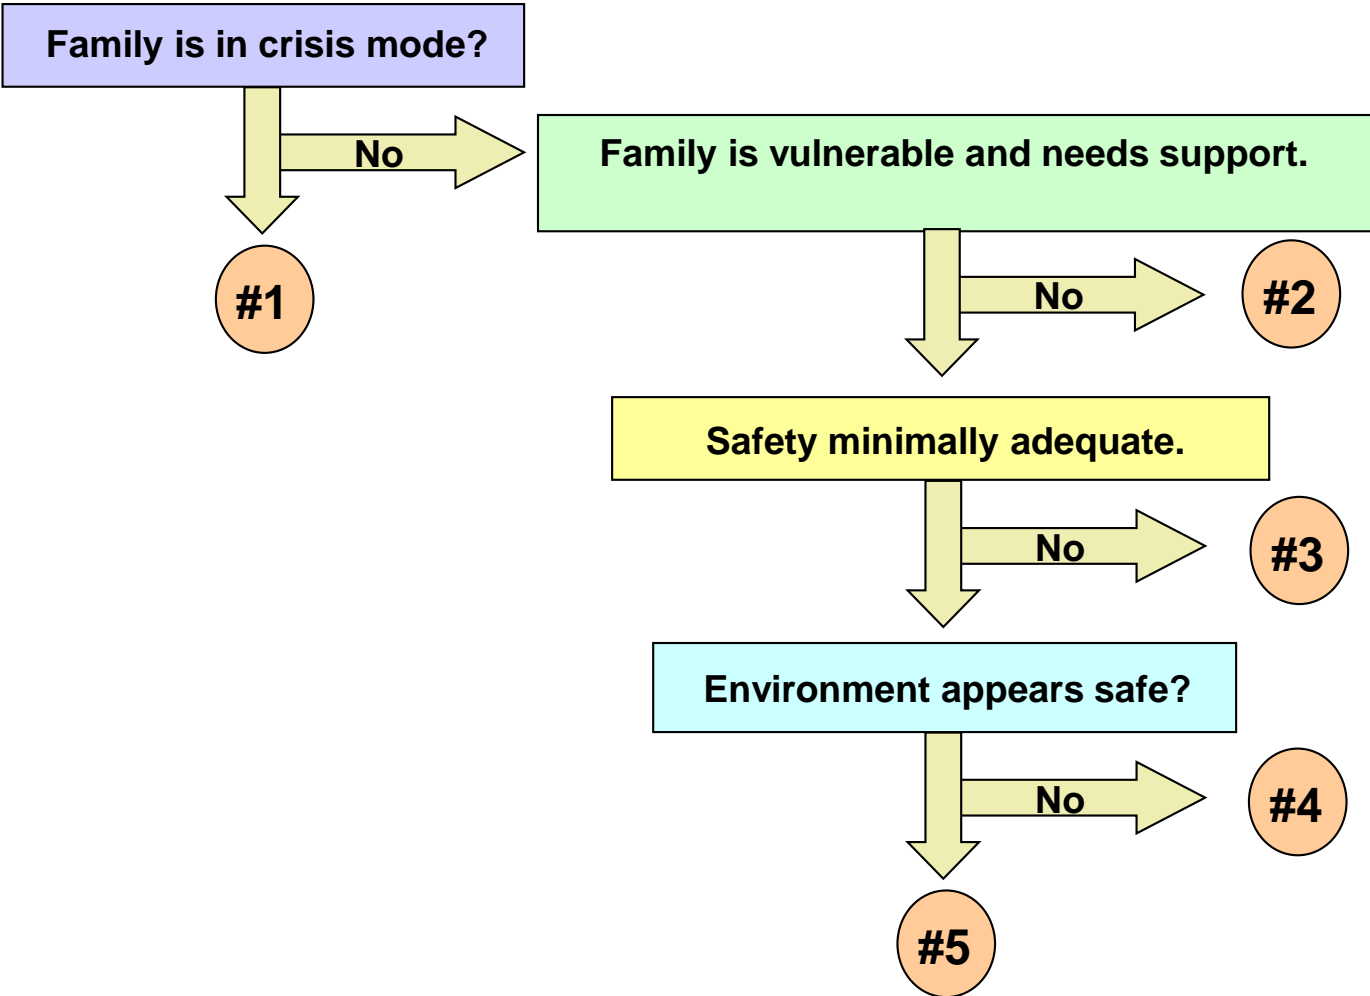 Family is in crisis mode?
No
Family is vulnerable and needs support.
#1
No
#2
Safety minimally adequate.
No
#3
Environment appears safe?
No
#4
#5